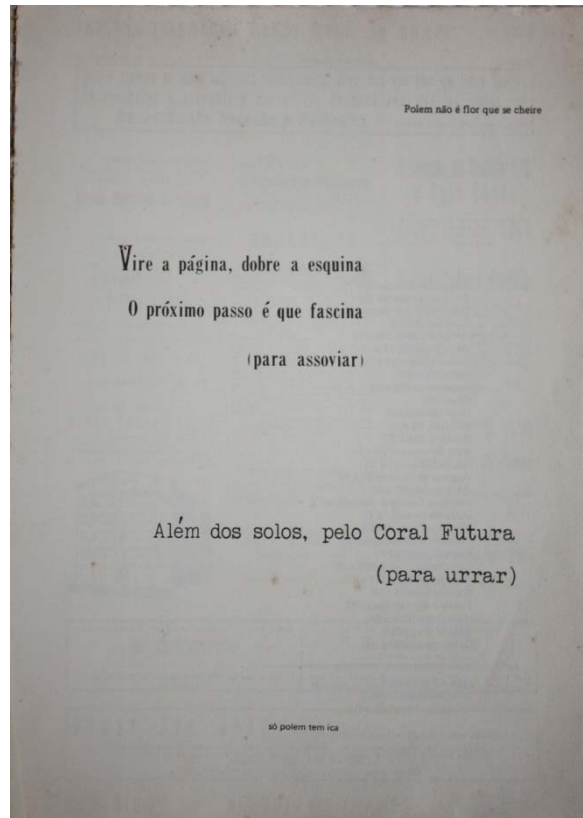 Polem não é flor que se cheire
Vire a página, dobre a esquina
O próximo passo é que fascina
(para assoviar)
Além dos solos, pelo Coral Futura
(para urrar)
só polem tem ica